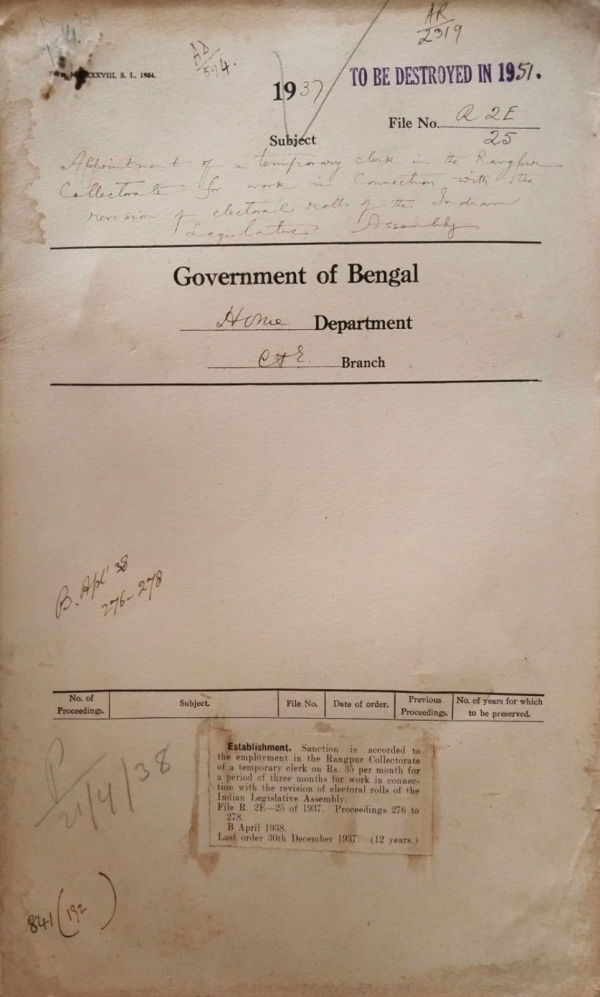 AR
2319
XXXVIII, S. L. 1934.
5/4.
1937
TO BE DESTROYED IN 1951.
File No. R 2E
25
Subject
Appointment of a temporary clerk in the Rangpur
Collectorate for work in connection with the
revision of electoral rolls of the Indian
Legislative Assembly
Government of Bengal
Home Department
Branch
B. Apl' 38
276-278
No. of Proceedings. Subject. File No. Date of order. Previous Proceedings. No. of years for which to be preserved.
21/4/38
Establishment. Sanction is accorded to
the employment in the Rangpur Collectorate
of a temporary clerk on Rs. 35 per month for
a period of three months for work in connec-
tion with the revision of electoral rolls of the
Indian Legislative Assembly.
File R. 2E—25 of 1937. Proceedings 276 to
278.
B April 1938.
Last order 30th December 1937. (12 years.)
841 (192)